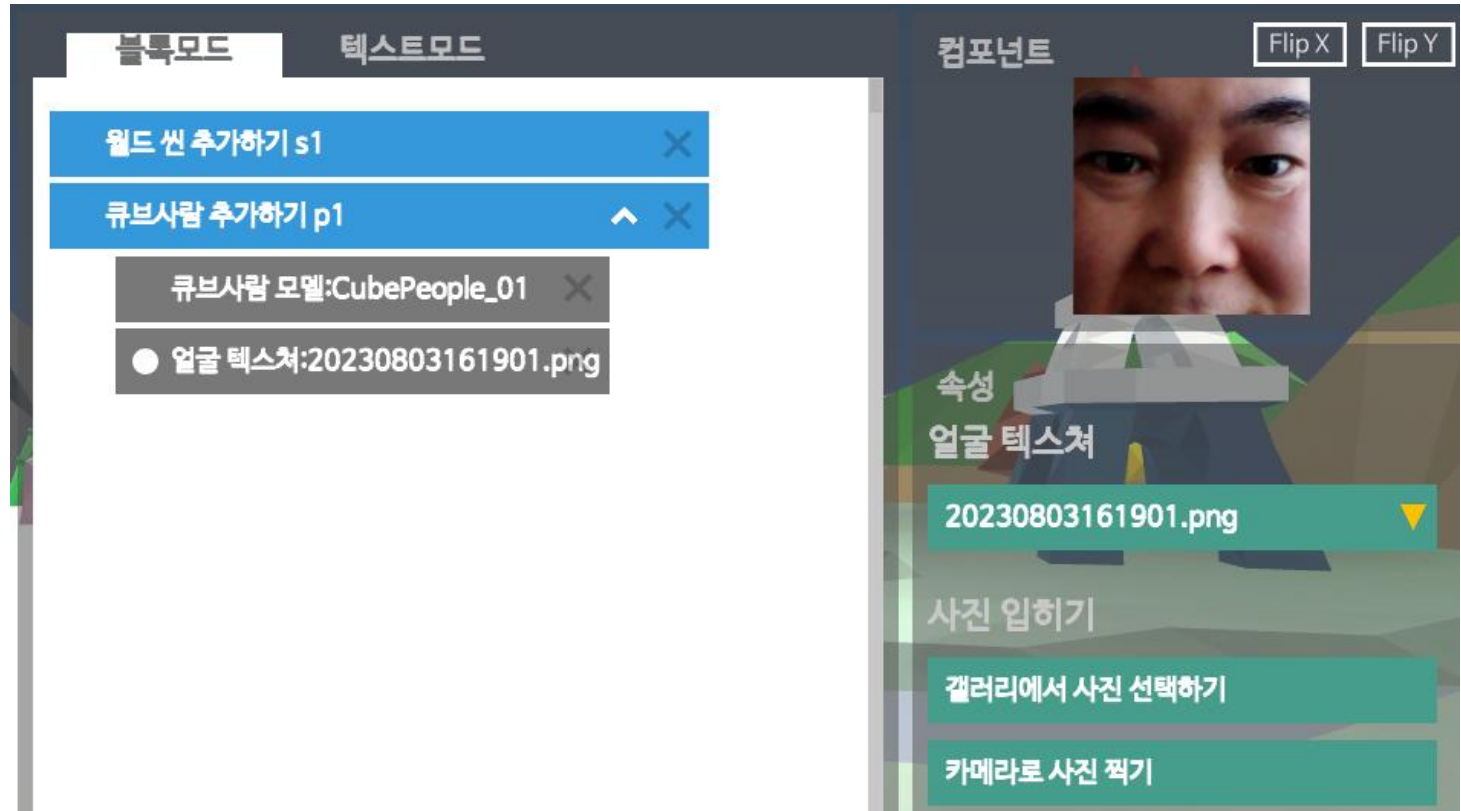 블록모드
텍스트모드
월드 씬 추가하기 s1
큐브사람 추가하기 p1
큐브사람 모델:CubePeople_01
얼굴 텍스쳐:20230803161901.png
컴포넌트
Flip X
Flip Y
속성
얼굴 텍스쳐
20230803161901.png
사진 입히기
갤러리에서 사진 선택하기
카메라로 사진 찍기